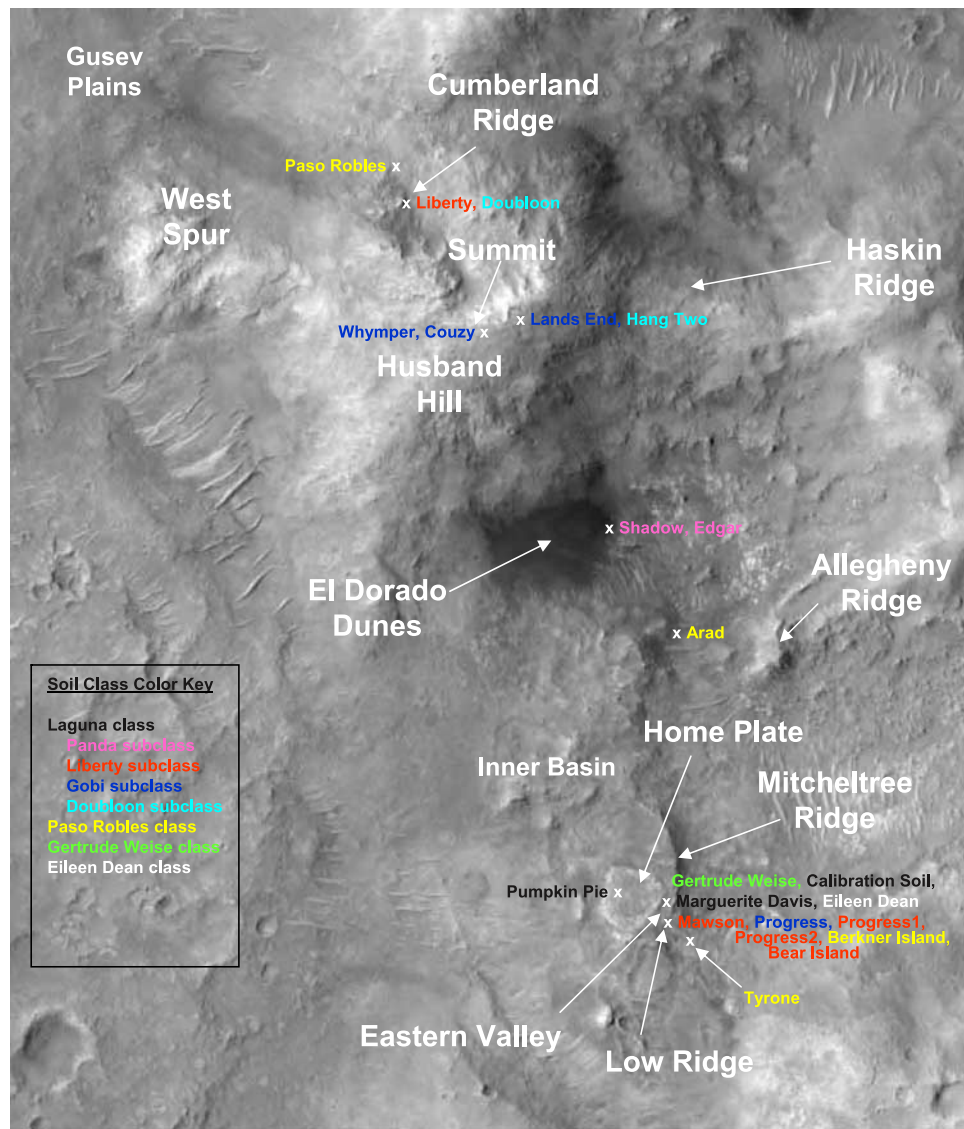 Gusev
Plains
Cumberland
Ridge
Paso Robles x
x Liberty, Doubloon
West
Spur
Summit
Haskin
Ridge
x Lands End, Hang Two
Whymper, Couzy x
Husband
Hill
x Shadow, Edgar
El Dorado
Dunes
Allegheny
Ridge
x Arad
Soil Class Color Key
Laguna class
Panda subclass
Liberty subclass
Gobi subclass
Doubloon subclass
Paso Robles class
Gertrude Weise class
Eileen Dean class
Home Plate
Inner Basin
Mitcheltree
Ridge
Pumpkin Pie x
Gertrude Weise, Calibration Soil,
x Marguerite Davis, Eileen Dean
x Mawson, Progress, Progress1,
Progress2, Berkner Island,
Bear Island
x
Tyrone
Eastern Valley
Low Ridge